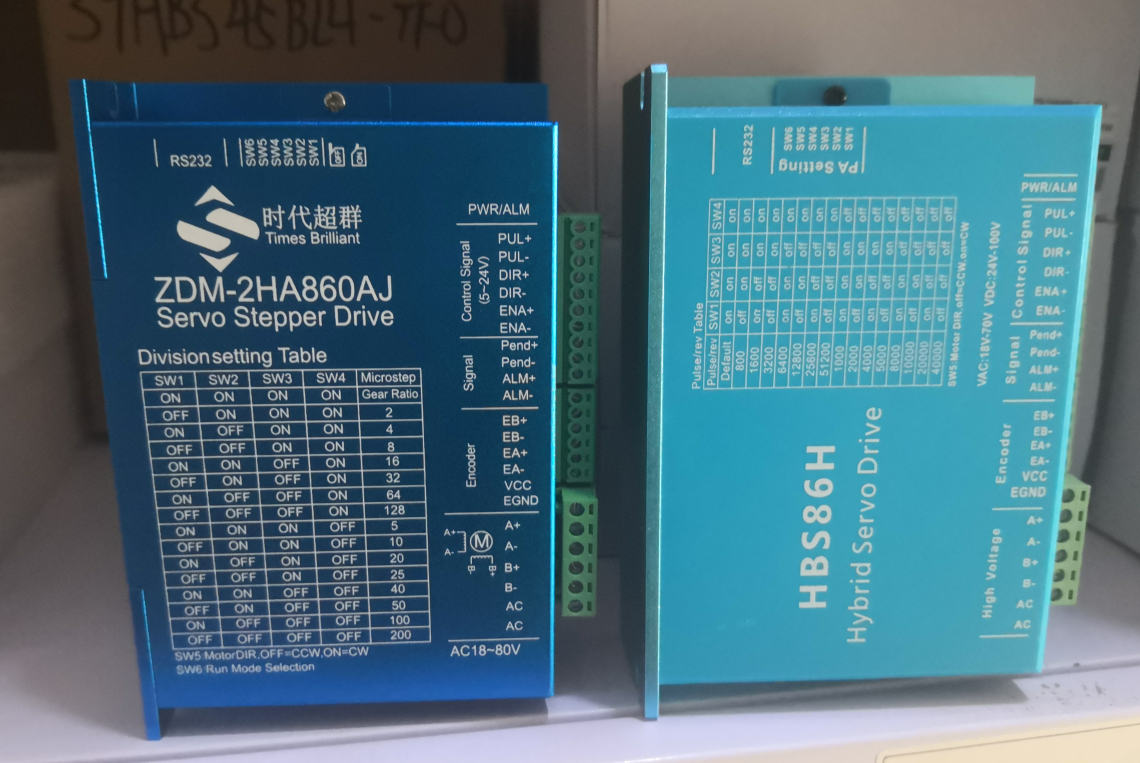 RS232
SW6
SW5
SW4
SW3
SW2
SW1
OFF
ON
时代超群
Times Brilliant
ZDM-2HA860AJ
Servo Stepper Drive
Division setting Table
SW1 SW2 SW3 SW4 Microstep
ON ON ON ON Gear Ratio
OFF ON ON ON 2
ON OFF ON ON 4
OFF OFF ON ON 8
ON ON OFF ON 16
OFF ON OFF ON 32
ON OFF OFF ON 64
OFF OFF OFF ON 128
ON ON ON OFF 5
OFF ON ON OFF 10
ON OFF ON OFF 20
OFF OFF ON OFF 25
ON ON OFF OFF 40
OFF ON OFF OFF 50
ON OFF OFF OFF 100
OFF OFF OFF OFF 200
SW5:MotorDIR,OFF=CCW,ON=CW
SW6:Run Mode Selection
PWR/ALM
Control Signal
(5~24V)
PUL+
PUL-
DIR+
DIR-
ENA+
ENA-
Signal
Pend+
Pend-
ALM+
ALM-
Encoder
EB+
EB-
EA+
EA-
VCC
EGND
A+
A-
M
B-
B+
A+
A-
B+
B-
AC
AC
AC18~80V
RS232
SW6
SW5
SW4
SW3
SW2
SW1
PA Setting
Pulse/rev Table
Pulse/rev SW1 SW2 SW3 SW4
Default on on on on
800 off on on on
1600 on off on on
3200 off off on on
6400 on on off on
12800 off on off on
25600 on off off on
51200 off off off on
1000 on on on off
2000 off on on off
4000 on off on off
5000 off off on off
8000 on on off off
10000 off on off off
20000 on off off off
40000 off off off off
SW5:Motor DIR,off=CCW,on=CW
VAC:18V-70V VDC:24V-100V
HBS86H
Hybrid Servo Drive
PWR/ALM
Control Signal
PUL+
PUL-
DIR+
DIR-
ENA+
ENA-
Signal
Pend+
Pend-
ALM+
ALM-
Encoder
EB+
EB-
EA+
EA-
VCC
EGND
High Voltage
A+
A-
B+
B-
AC
AC